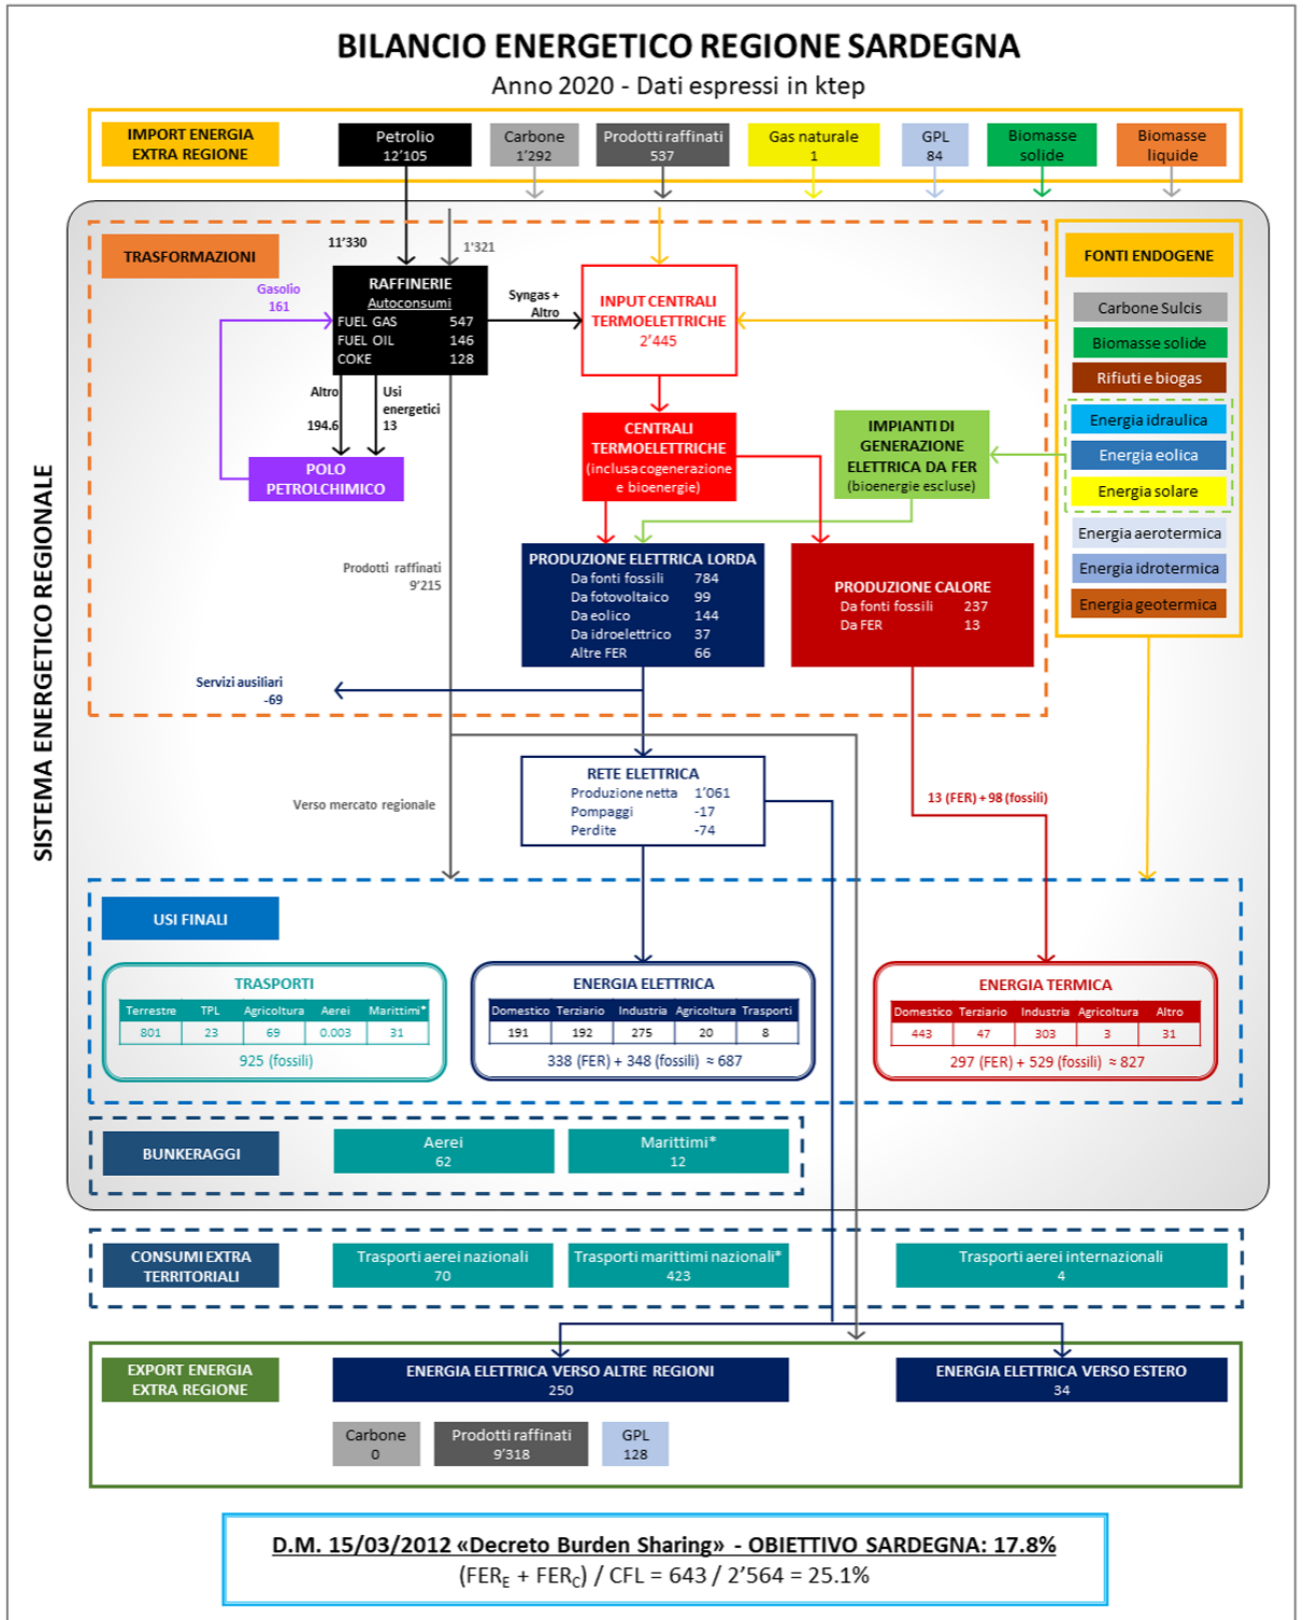 BILANCIO ENERGETICO REGIONE SARDEGNA
Anno 2020 - Dati espressi in ktep
IMPORT ENERGIA
EXTRA REGIONE
Petrolio
12’105
Carbone
1’292
Prodotti raffinati
537
Gas naturale
1
GPL
84
Biomasse
solide
Biomasse
liquide
SISTEMA ENERGETICO REGIONALE
TRASFORMAZIONI
11’330
1'321
Gasolio
161
RAFFINERIE
Autoconsumi
FUEL GAS 547
FUEL OIL 146
COKE 128
Syngas +
Altro
INPUT CENTRALI
TERMOELETTRICHE
2’445
FONTI ENDOGENE
Carbone Sulcis
Biomasse solide
Rifiuti e biogas
Energia idraulica
Energia eolica
Energia solare
Energia aerotermica
Energia idrotermica
Energia geotermica
Altro
194.6
Usi
energetici
13
POLO
PETROLCHIMICO
CENTRALI
TERMOELETTRICHE
(inclusa cogenerazione
e bioenergie)
IMPIANTI DI
GENERAZIONE
ELETTRICA DA FER
(bioenergie escluse)
Prodotti raffinati
9’215
PRODUZIONE ELETTRICA LORDA
Da fonti fossili 784
Da fotovoltaico 99
Da eolico 144
Da idroelettrico 37
Altre FER 66
PRODUZIONE CALORE
Da fonti fossili 237
Da FER 13
Servizi ausiliari
-69
RETE ELETTRICA
Produzione netta 1’061
Pompaggi -17
Perdite -74
Verso mercato regionale
13 (FER) + 98 (fossili)
USI FINALI
TRASPORTI
Terrestre TPL Agricoltura Aerei Marittimi*
801 23 69 0.003 31
925 (fossili)
ENERGIA ELETTRICA
Domestico Terziario Industria Agricoltura Trasporti
191 192 275 20 8
338 (FER) + 348 (fossili) ≈ 687
ENERGIA TERMICA
Domestico Terziario Industria Agricoltura Altro
443 47 303 3 31
297 (FER) + 529 (fossili) ≈ 827
BUNKERAGGI
Aerei
62
Marittimi*
12
CONSUMI EXTRA
TERRITORIALI
Trasporti aerei nazionali
70
Trasporti marittimi nazionali*
423
Trasporti aerei internazionali
4
EXPORT ENERGIA
EXTRA REGIONE
ENERGIA ELETTRICA VERSO ALTRE REGIONI
250
ENERGIA ELETTRICA VERSO ESTERO
34
Carbone
0
Prodotti raffinati
9’318
GPL
128
D.M. 15/03/2012 «Decreto Burden Sharing» - OBIETTIVO SARDEGNA: 17.8%
(FERE + FERC) / CFL = 643 / 2’564 = 25.1%